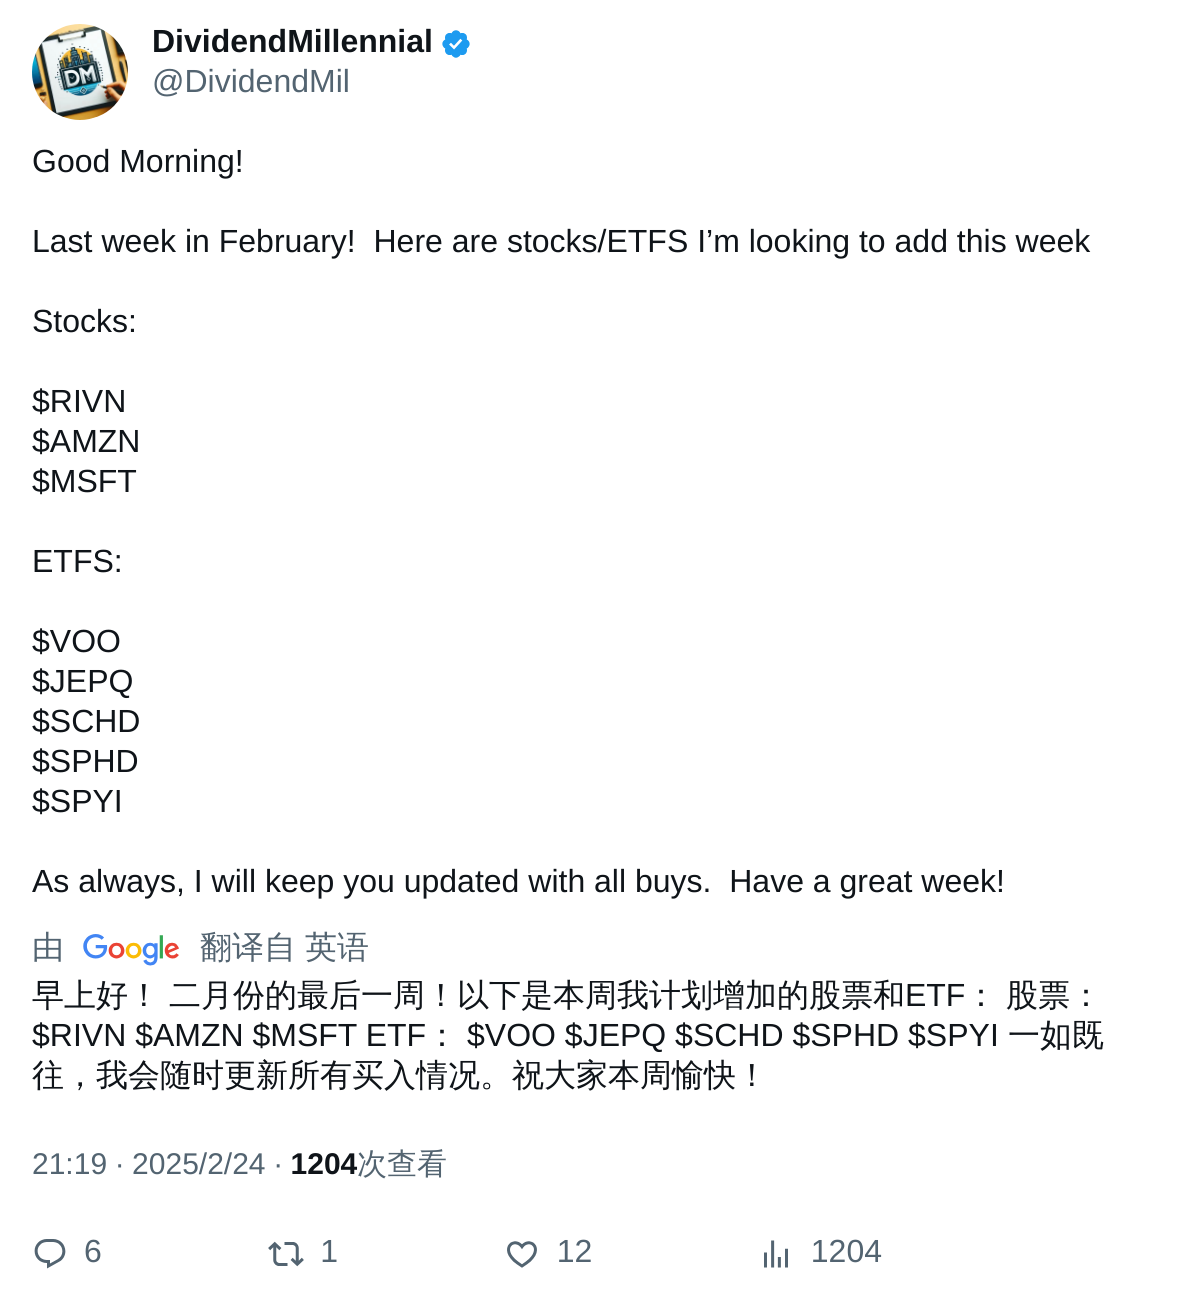 DM
DividendMillennial
@DividendMil
Good Morning!
Last week in February!  Here are stocks/ETFS I’m looking to add this week
Stocks:
$RIVN
$AMZN
$MSFT
ETFS:
$VOO
$JEPQ
$SCHD
$SPHD
$SPYI
As always, I will keep you updated with all buys.  Have a great week!
由 Google 翻译自 英语
早上好！ 二月份的最后一周！以下是本周我计划增加的股票和ETF： 股票：
$RIVN $AMZN $MSFT ETF： $VOO $JEPQ $SCHD $SPHD $SPYI 一如既
往，我会随时更新所有买入情况。祝大家本周愉快！
21:19 · 2025/2/24 · 1204次查看
6 1 12 1204